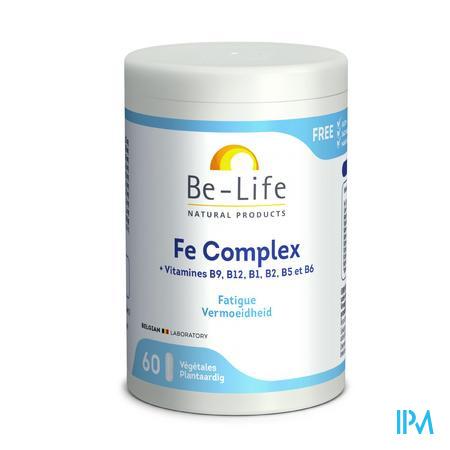 FREE
Be-Life
NATURAL PRODUCTS
Fe Complex
+ Vitamines B9, B12, B1, B2, B5 et B6
Fatigue
Vermoeidheid
BELGIAN LABORATORY
60 Végétales
Plantaardig
IPM